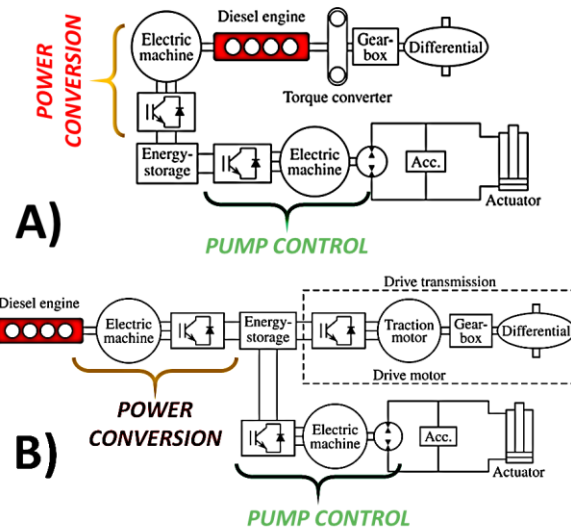 POWER
CONVERSION
Electric
machine
Diesel engine
Gear-
box
Differential
Torque converter
Energy-
storage
Electric
machine
Acc.
Actuator
A)
PUMP CONTROL
Drive transmission
Diesel engine
Electric
machine
Energy-
storage
Traction
motor
Gear-
box
Differential
Drive motor
POWER
CONVERSION
Electric
machine
Acc.
Actuator
B)
PUMP CONTROL